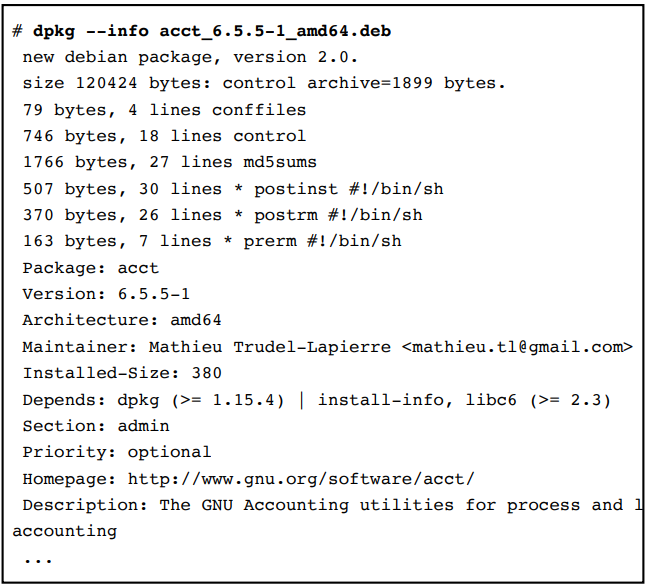 # dpkg --info acct_6.5.5-1_amd64.deb
new debian package, version 2.0.
size 120424 bytes: control archive=1899 bytes.
79 bytes, 4 lines conffiles
746 bytes, 18 lines control
1766 bytes, 27 lines md5sums
507 bytes, 30 lines * postinst #!/bin/sh
370 bytes, 26 lines * postrm #!/bin/sh
163 bytes, 7 lines * prerm #!/bin/sh
Package: acct
Version: 6.5.5-1
Architecture: amd64
Maintainer: Mathieu Trudel-Lapierre <mathieu.tl@gmail.com>
Installed-Size: 380
Depends: dpkg (>= 1.15.4) | install-info, libc6 (>= 2.3)
Section: admin
Priority: optional
Homepage: http://www.gnu.org/software/acct/
Description: The GNU Accounting utilities for process and
accounting
...